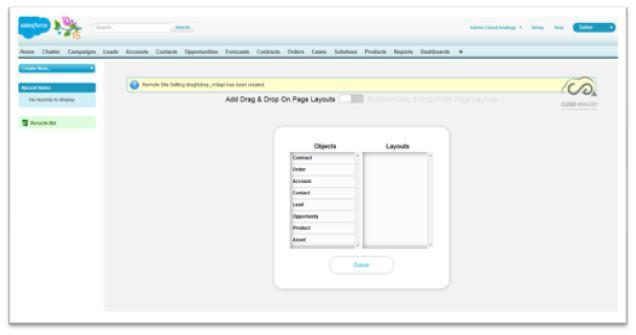 salesforce
Search...
Search
Admin Cloud Analogy
Setup
Help
Sales
Home Chatter Campaigns Leads Accounts Contacts Opportunities Forecasts Contracts Orders Cases Solutions Products Reports Dashboards +
Create New...
Recent Items
No records to display
Recycle Bin
Remote Site Setting dragNdrop_mdapi has been created.
Add Drag & Drop On Page Layouts
Remove Drag & Drop From Page Layouts
CLOUD ANALOGY
Objects
Layouts
Contract
Order
Account
Contact
Lead
Opportunity
Product
Asset
Save